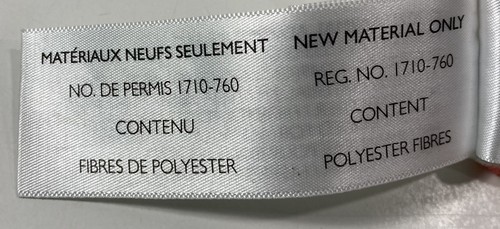 MATÉRIAUX NEUFS SEULEMENT
NO. DE PERMIS 1710-760
CONTENU
FIBRES DE POLYESTER
NEW MATERIAL ONLY
REG. NO. 1710-760
CONTENT
POLYESTER FIBRES